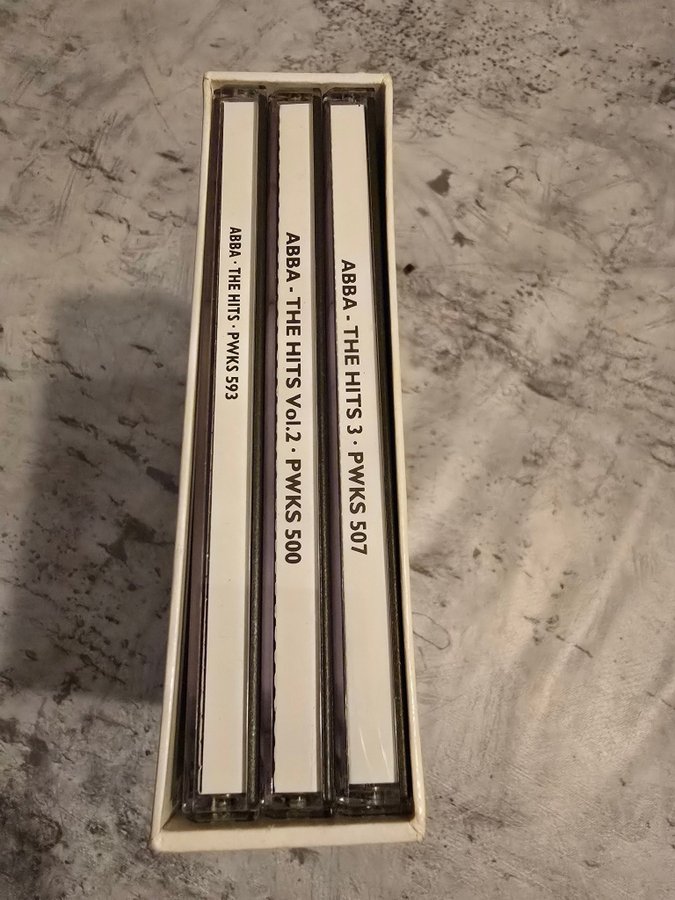 ABBA · THE HITS · PWKS 593
ABBA - THE HITS Vol.2 · PWKS 500
ABBA - THE HITS 3 · PWKS 507